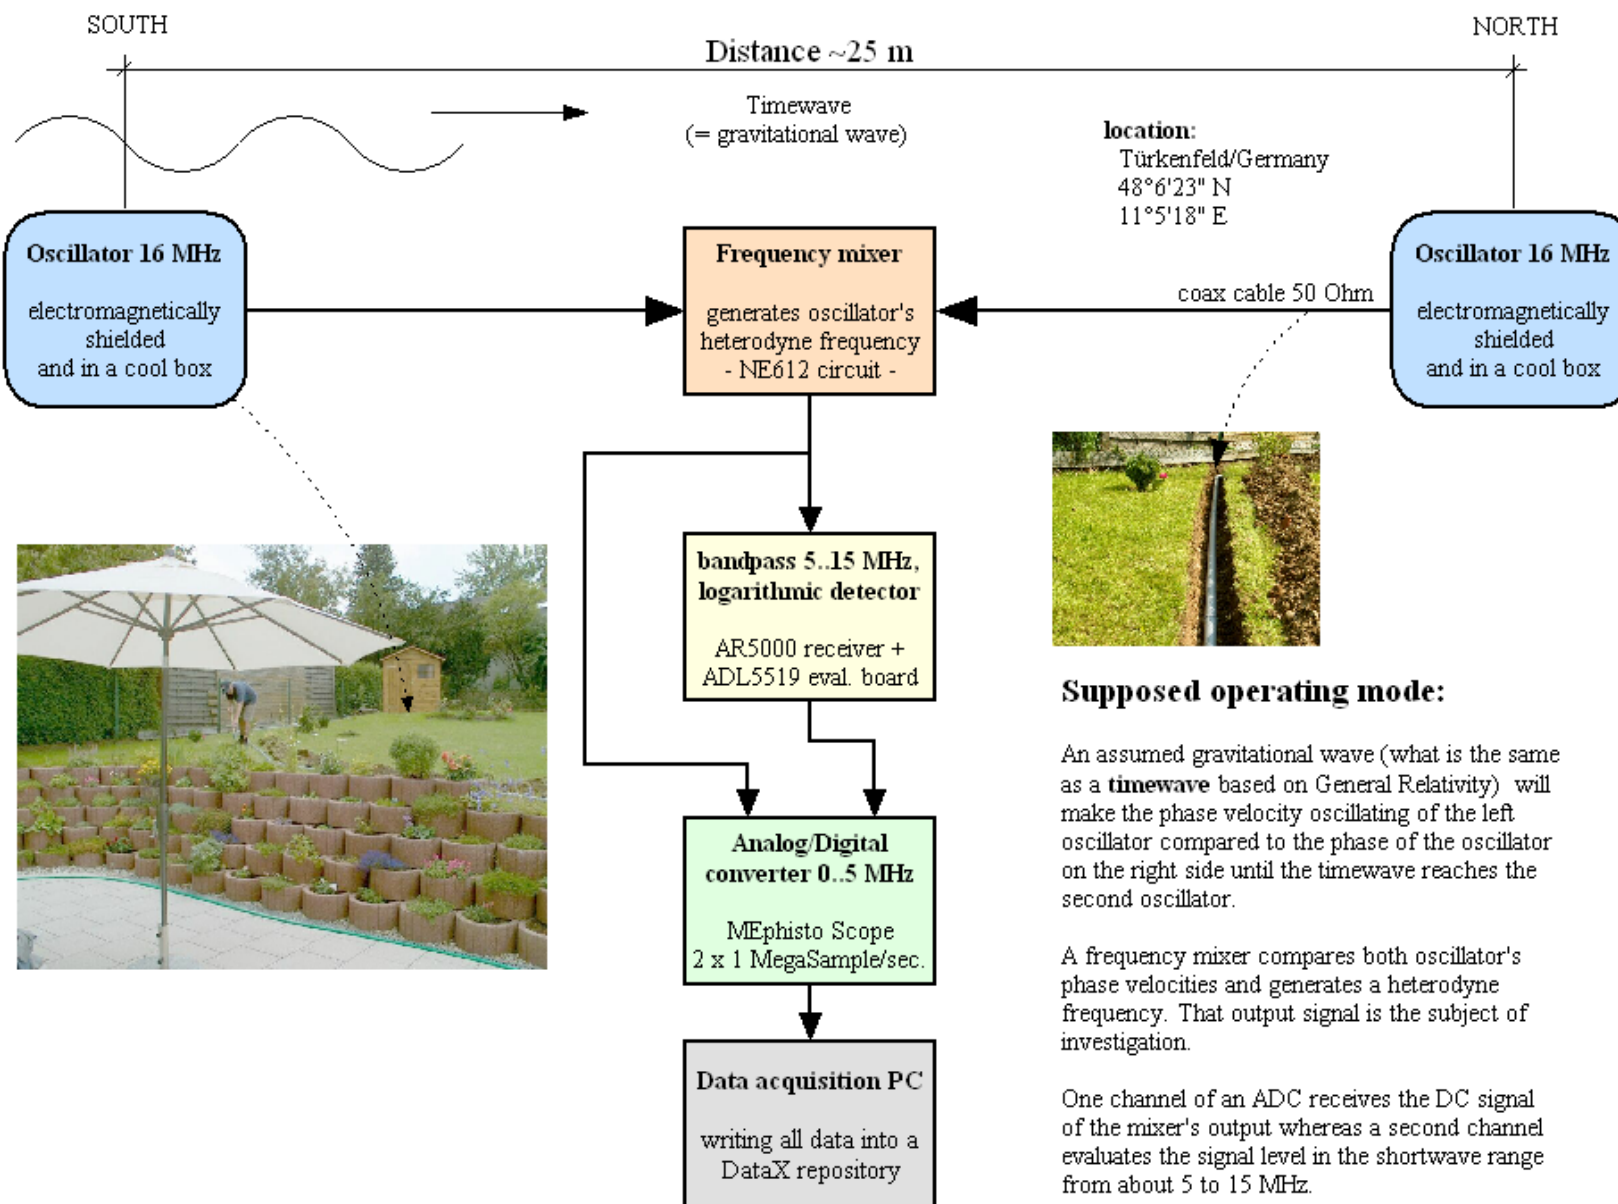 SOUTH
NORTH
Distance ~25 m
Timewave
(= gravitational wave)
location:
Türkenfeld/Germany
48°6'23" N
11°5'18" E
Oscillator 16 MHz
electromagnetically
shielded
and in a cool box
Frequency mixer
generates oscillator's
heterodyne frequency
- NE612 circuit -
coax cable 50 Ohm
Oscillator 16 MHz
electromagnetically
shielded
and in a cool box
bandpass 5..15 MHz,
logarithmic detector
AR5000 receiver +
ADL5519 eval. board
Analog/Digital
converter 0..5 MHz
MEphisto Scope
2 x 1 MegaSample/sec.
Data acquisition PC
writing all data into a
DataX repository
Supposed operating mode:
An assumed gravitational wave (what is the same
as a timewave based on General Relativity) will
make the phase velocity oscillating of the left
oscillator compared to the phase of the oscillator
on the right side until the timewave reaches the
second oscillator.
A frequency mixer compares both oscillator's
phase velocities and generates a heterodyne
frequency. That output signal is the subject of
investigation.
One channel of an ADC receives the DC signal
of the mixer's output whereas a second channel
evaluates the signal level in the shortwave range
from about 5 to 15 MHz.